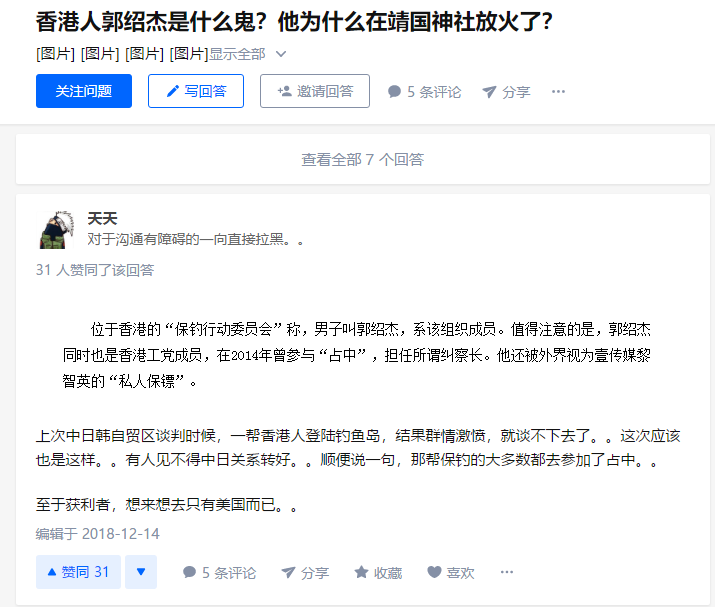 香港人郭绍杰是什么鬼？他为什么在靖国神社放火了？
[图片] [图片] [图片] [图片]显示全部
关注问题 写回答 邀请回答 5 条评论 分享 ...
查看全部 7 个回答
天天
对于沟通有障碍的一向直接拉黑。。
31 人赞同了该回答
位于香港的“保钓行动委员会”称，男子叫郭绍杰，系该组织成员。值得注意的是，郭绍杰
同时也是香港工党成员，在2014年曾参与“占中”，担任所谓纠察长。他还被外界视为壹传媒黎
智英的“私人保镖”。
上次中日韩自贸区谈判时候，一帮香港人登陆钓鱼岛，结果群情激愤，就谈不下去了。。这次应该
也是这样。。有人见不得中日关系转好。。顺便说一句，那帮保钓的大多数都去参加了占中。。
至于获利者，想来想去只有美国而已。。
编辑于 2018-12-14
赞同 31 5 条评论 分享 收藏 喜欢 ...